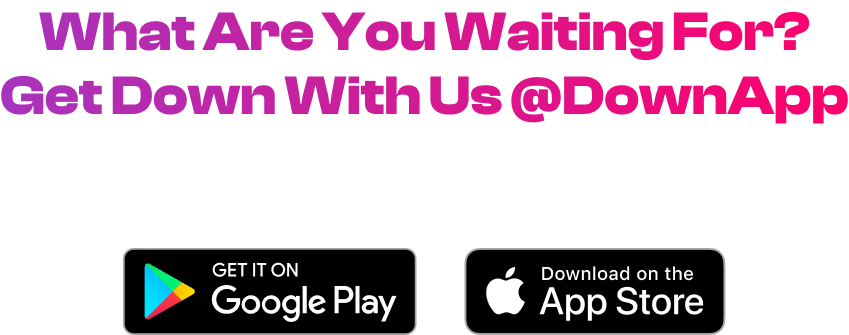 What Are You Waiting For?
Get Down With Us @DownApp
GET IT ON
Google Play
Download on the
App Store